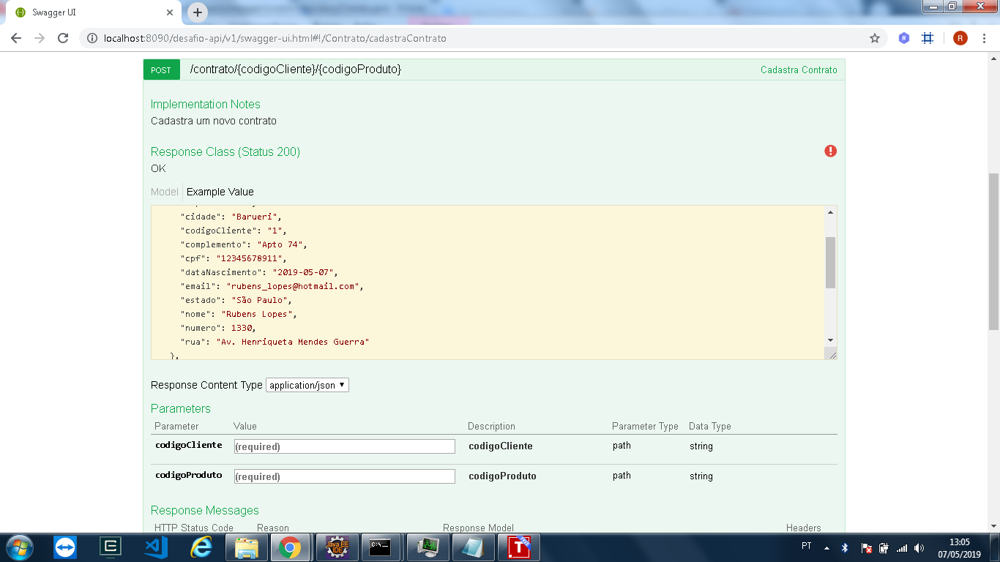 Swagger UI
localhost:8090/desafio-api/v1/swagger-ui.html#!/Contrato/cadastraContrato
R
R
POST /contrato/{codigoCliente}/{codigoProduto} Cadastra Contrato
Implementation Notes
Cadastra um novo contrato
Response Class (Status 200)
OK
Model Example Value
"cidade": "Barueri",
"codigoCliente": "1",
"complemento": "Apto 74",
"cpf": "12345678911",
"dataNascimento": "2019-05-07",
"email": "rubens_lopes@hotmail.com",
"estado": "São Paulo",
"nome": "Rubens Lopes",
"numero": 1330,
"rua": "Av. Henriqueta Mendes Guerra"
},
Response Content Type application/json
Parameters
Parameter Value Description Parameter Type Data Type
codigoCliente (required) codigoCliente path string
codigoProduto (required) codigoProduto path string
Response Messages
HTTP Status Code Reason Response Model Headers
Java EE
IDE
C:\_
T
PT
13:05
07/05/2019